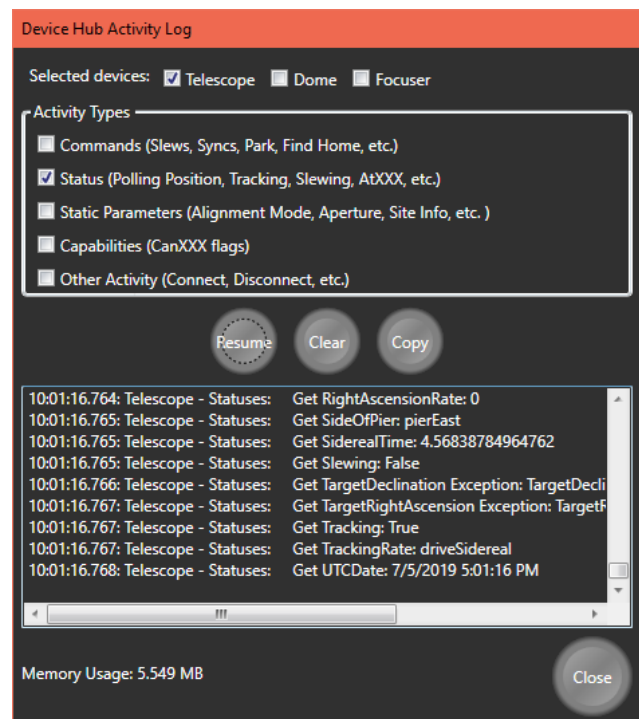 Device Hub Activity Log
Selected devices: Telescope Dome Focuser
Activity Types
Commands (Slews, Syncs, Park, Find Home, etc.)
Status (Polling Position, Tracking, Slewing, AtXXX, etc.)
Static Parameters (Alignment Mode, Aperture, Site Info, etc. )
Capabilities (CanXXX flags)
Other Activity (Connect, Disconnect, etc.)
Resume Clear Copy
10:01:16.764: Telescope - Statuses: Get RightAscensionRate: 0
10:01:16.765: Telescope - Statuses: Get SideOfPier: pierEast
10:01:16.765: Telescope - Statuses: Get SiderealTime: 4.56838784964762
10:01:16.765: Telescope - Statuses: Get Slewing: False
10:01:16.766: Telescope - Statuses: Get TargetDeclination Exception: TargetDecli
10:01:16.767: Telescope - Statuses: Get TargetRightAscension Exception: TargetR
10:01:16.767: Telescope - Statuses: Get Tracking: True
10:01:16.767: Telescope - Statuses: Get TrackingRate: driveSidereal
10:01:16.768: Telescope - Statuses: Get UTCDate: 7/5/2019 5:01:16 PM
Memory Usage: 5.549 MB
Close